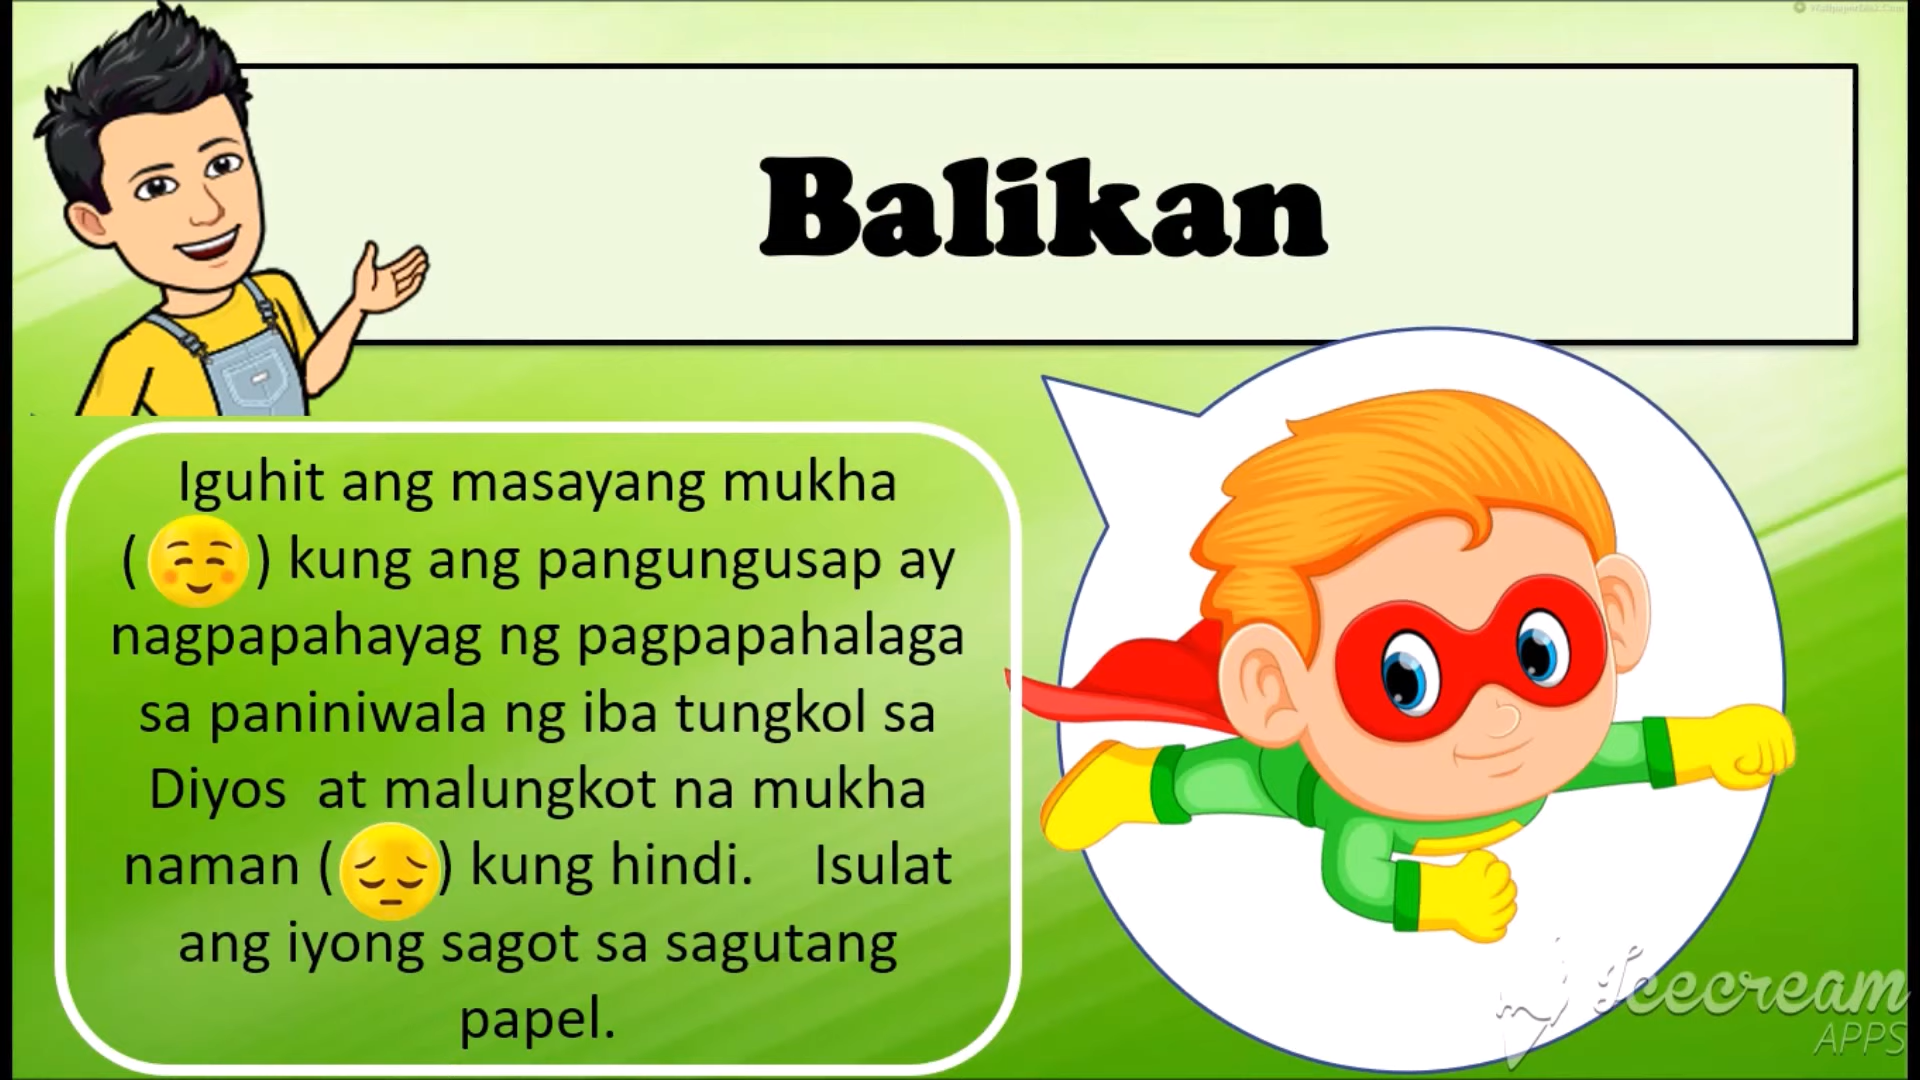 Balikan
Iguhit ang masayang mukha
(😊) kung ang pangungusap ay
nagpapahayag ng pagpapahalaga
sa paniniwala ng iba tungkol sa
Diyos at malungkot na mukha
naman (😔) kung hindi. Isulat
ang iyong sagot sa sagutang
papel.
Icecream
APPS